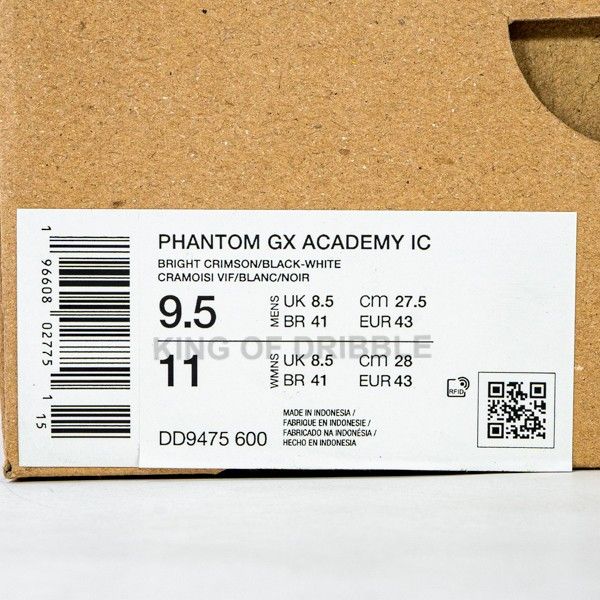 1 96608 02775 1 15
PHANTOM GX ACADEMY IC
BRIGHT CRIMSON/BLACK-WHITE
CRAMOISI VIF/BLANC/NOIR
9.5 MENS UK 8.5 cm 27.5
BR 41 EUR 43
KING OF DRIBBLE
11 WMNS UK 8.5 cm 28
BR 41 EUR 43
RFID
DD9475 600
MADE IN INDONESIA /
FABRIQUE EN INDONESIE /
FABRICADO NA INDONÉSIA /
HECHO EN INDONESIA